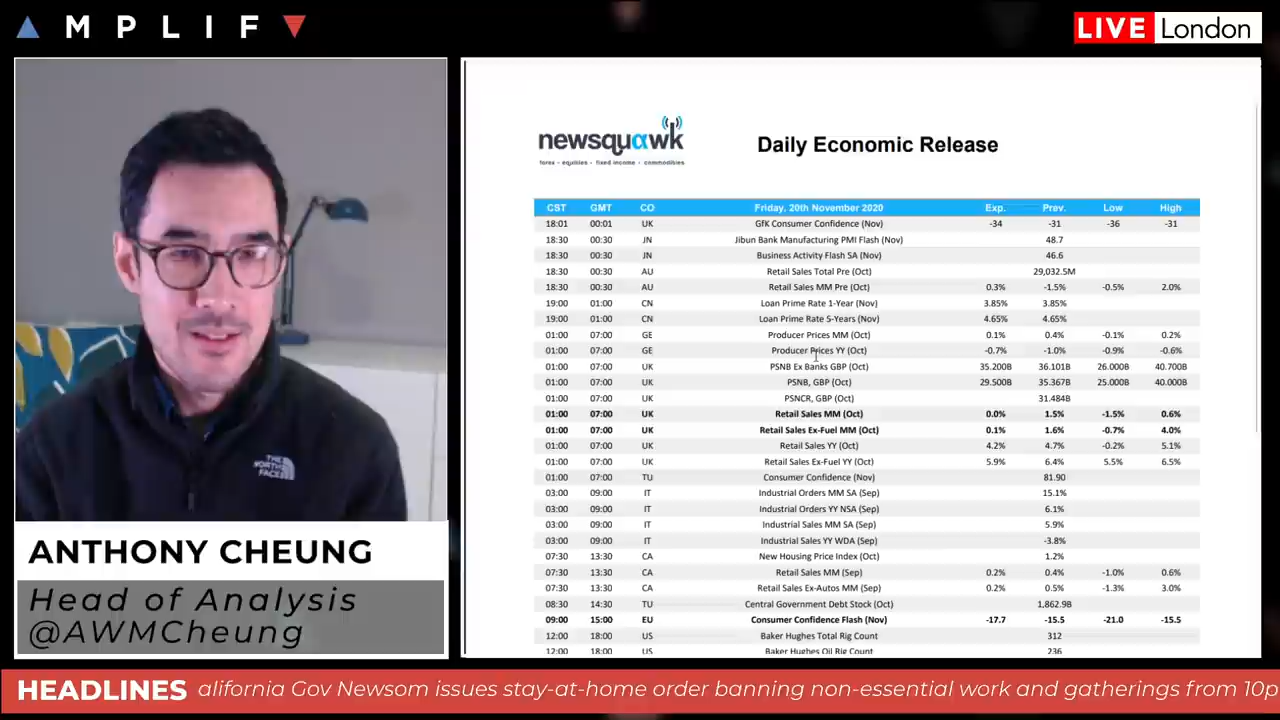 AMPLIFY
LIVE London
newsquawk
forex - equities - fixed income - commodities
Daily Economic Release
CST GMT CO Friday, 20th November 2020 Exp. Prev. Low High
18:01 00:01 UK GfK Consumer Confidence (Nov) -34 -31 -36 -31
18:30 00:30 JN Jibun Bank Manufacturing PMI Flash (Nov) 48.7
18:30 00:30 JN Business Activity Flash SA (Nov) 46.6
18:30 00:30 AU Retail Sales Total Pre (Oct) 29,032.5M
18:30 00:30 AU Retail Sales MM Pre (Oct) 0.3% -1.5% -0.5% 2.0%
19:00 01:00 CN Loan Prime Rate 1-Year (Nov) 3.85% 3.85%
19:00 01:00 CN Loan Prime Rate 5-Years (Nov) 4.65% 4.65%
01:00 07:00 GE Producer Prices MM (Oct) 0.1% 0.4% -0.1% 0.2%
01:00 07:00 GE Producer Prices YY (Oct) -0.7% -1.0% -0.9% -0.6%
01:00 07:00 UK PSNB Ex Banks GBP (Oct) 35.200B 36.101B 26.000B 40.700B
01:00 07:00 UK PSNB, GBP (Oct) 29.500B 35.367B 25.000B 40.000B
01:00 07:00 UK PSNCR, GBP (Oct) 31.484B
01:00 07:00 UK Retail Sales MM (Oct) 0.0% 1.5% -1.5% 0.6%
01:00 07:00 UK Retail Sales Ex-Fuel MM (Oct) 0.1% 1.6% -0.7% 4.0%
01:00 07:00 UK Retail Sales YY (Oct) 4.2% 4.7% -0.2% 5.1%
01:00 07:00 UK Retail Sales Ex-Fuel YY (Oct) 5.9% 6.4% 5.5% 6.5%
01:00 07:00 TU Consumer Confidence (Nov) 81.90
03:00 09:00 IT Industrial Orders MM SA (Sep) 15.1%
03:00 09:00 IT Industrial Orders YY NSA (Sep) 6.1%
03:00 09:00 IT Industrial Sales MM SA (Sep) 5.9%
03:00 09:00 IT Industrial Sales YY WDA (Sep) -3.8%
07:30 13:30 CA New Housing Price Index (Oct) 1.2%
07:30 13:30 CA Retail Sales MM (Sep) 0.2% 0.4% -1.0% 0.6%
07:30 13:30 CA Retail Sales Ex-Autos MM (Sep) 0.2% 0.5% -1.3% 3.0%
08:30 14:30 TU Central Government Debt Stock (Oct) 1,862.9B
09:00 15:00 EU Consumer Confidence Flash (Nov) -17.7 -15.5 -21.0 -15.5
12:00 18:00 US Baker Hughes Total Rig Count 312
12:00 18:00 US Baker Hughes Oil Rig Count 236
THE NORTH FACE
ANTHONY CHEUNG
Head of Analysis
@AWMCheung
HEADLINES alifornia Gov Newsom issues stay-at-home order banning non-essential work and gatherings from 10p